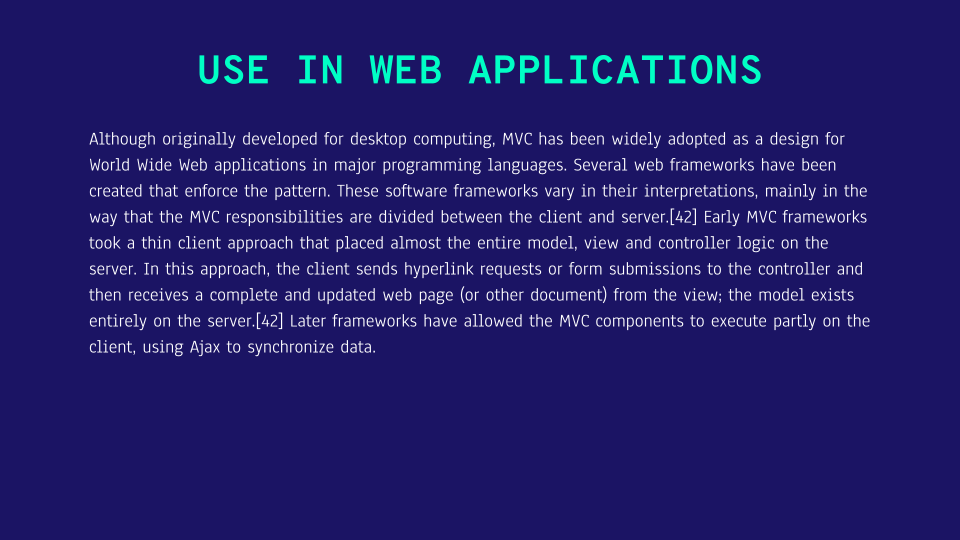 USE IN WEB APPLICATIONS
Although originally developed for desktop computing, MVC has been widely adopted as a design for
World Wide Web applications in major programming languages. Several web frameworks have been
created that enforce the pattern. These software frameworks vary in their interpretations, mainly in the
way that the MVC responsibilities are divided between the client and server.[42] Early MVC frameworks
took a thin client approach that placed almost the entire model, view and controller logic on the
server. In this approach, the client sends hyperlink requests or form submissions to the controller and
then receives a complete and updated web page (or other document) from the view; the model exists
entirely on the server.[42] Later frameworks have allowed the MVC components to execute partly on the
client, using Ajax to synchronize data.